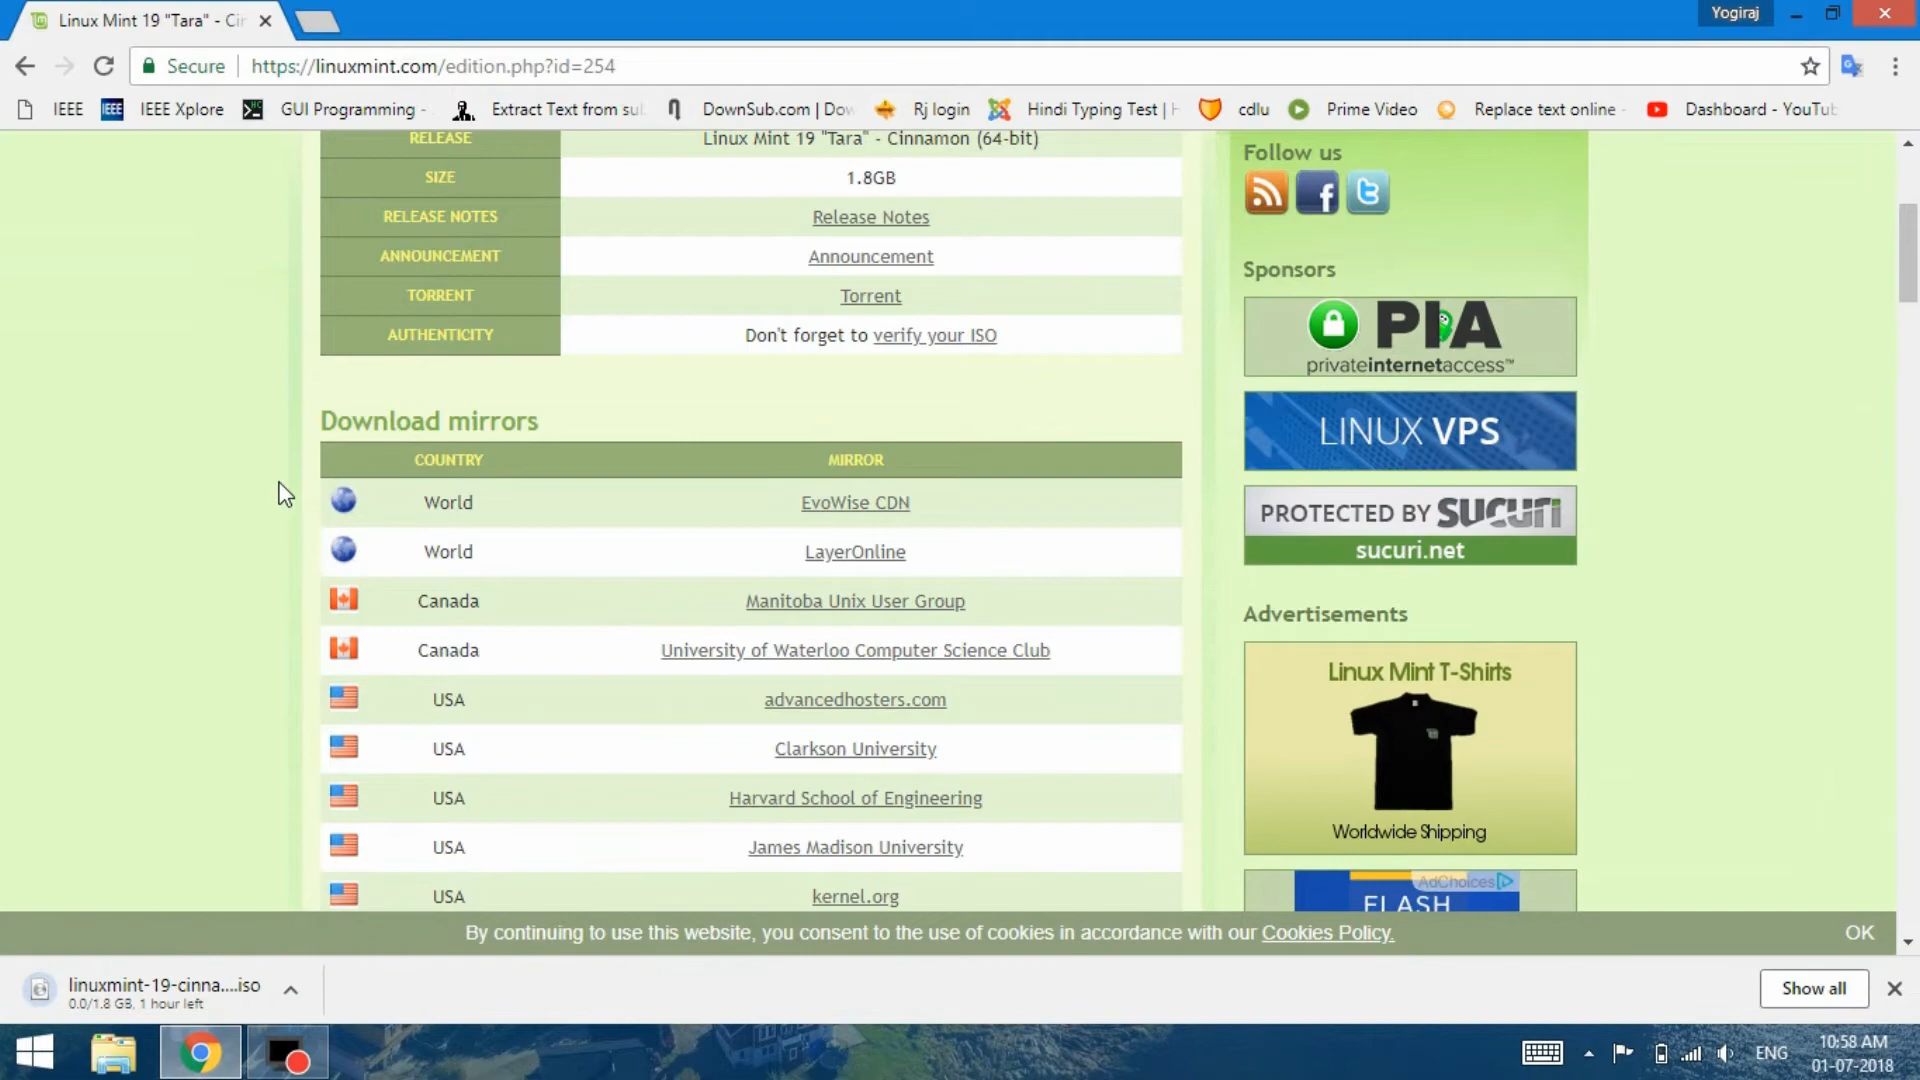 Linux Mint 19 "Tara" - Cin
Yogiraj
Secure
https://linuxmint.com/edition.php?id=254
IEEE
IEEE
IEEE Xplore
GUI Programming -
Extract Text from su
DownSub.com | Dow
Rj login
Hindi Typing Test | H
cdlu
Prime Video
Replace text online -
Dashboard - YouTub
RELEASE
Linux Mint 19 "Tara" - Cinnamon (64-bit)
SIZE
1.8GB
RELEASE NOTES
Release Notes
ANNOUNCEMENT
Announcement
TORRENT
Torrent
AUTHENTICITY
Don't forget to verify your ISO
Download mirrors
COUNTRY
MIRROR
World
EvoWise CDN
World
LayerOnline
Canada
Manitoba Unix User Group
Canada
University of Waterloo Computer Science Club
USA
advancedhosters.com
USA
Clarkson University
USA
Harvard School of Engineering
USA
James Madison University
USA
kernel.org
Follow us
Sponsors
PIA
privateinternetaccess™
LINUX VPS
PROTECTED BY SUCURI
sucuri.net
Advertisements
Linux Mint T-Shirts
Worldwide Shipping
AdChoices
FLASH
By continuing to use this website, you consent to the use of cookies in accordance with our Cookies Policy.
OK
linuxmint-19-cinna....iso
0.0/1.8 GB, 1 hour left
Show all
ENG
10:58 AM
01-07-2018